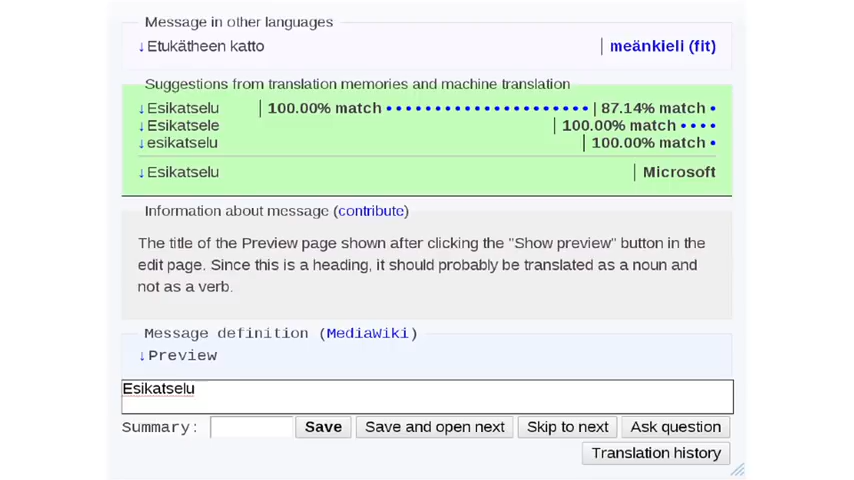 Message in other languages
↓Etukätheen katto | meänkieli (fit)
Suggestions from translation memories and machine translation
↓Esikatselu | 100.00% match •••••••••••••••••••• | 87.14% match •
↓Esikatsele | 100.00% match ••••
↓esikatselu | 100.00% match •
↓Esikatselu | Microsoft
Information about message (contribute)
The title of the Preview page shown after clicking the "Show preview" button in the
edit page. Since this is a heading, it should probably be translated as a noun and
not as a verb.
Message definition (MediaWiki)
↓Preview
Esikatselu
Summary: Save Save and open next Skip to next Ask question
Translation history